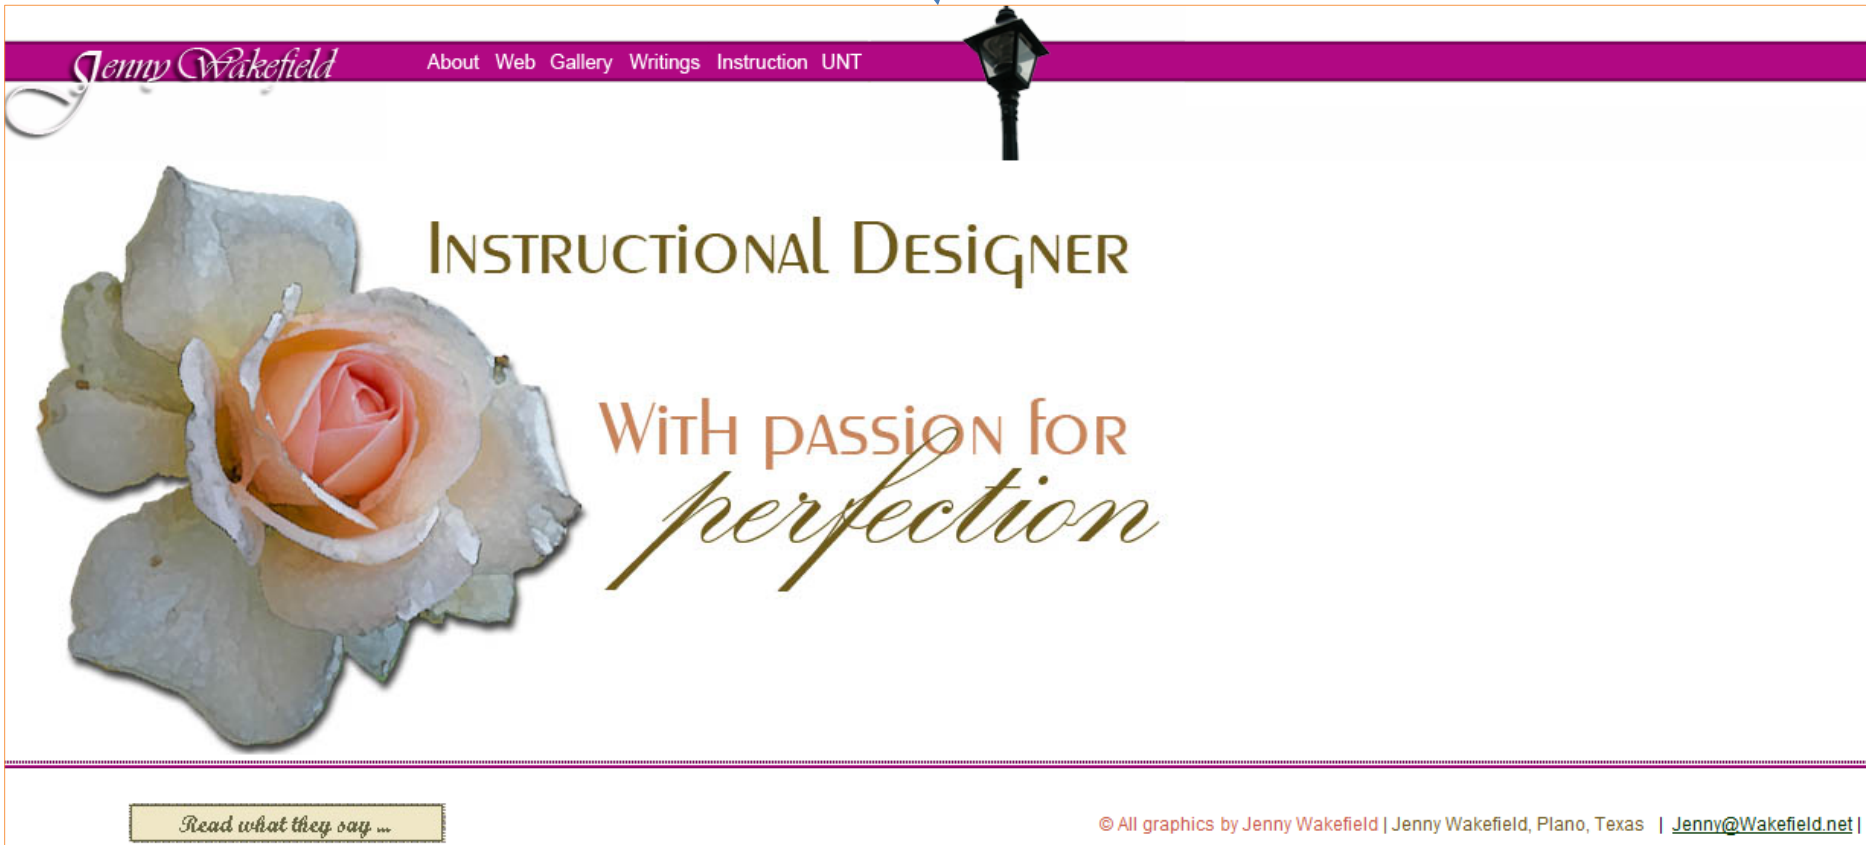 Jenny Wakefield
About Web Gallery Writings Instruction UNT
Instructional Designer
With passion for
perfection
Read what they say ...
© All graphics by Jenny Wakefield | Jenny Wakefield, Plano, Texas | Jenny@Wakefield.net |